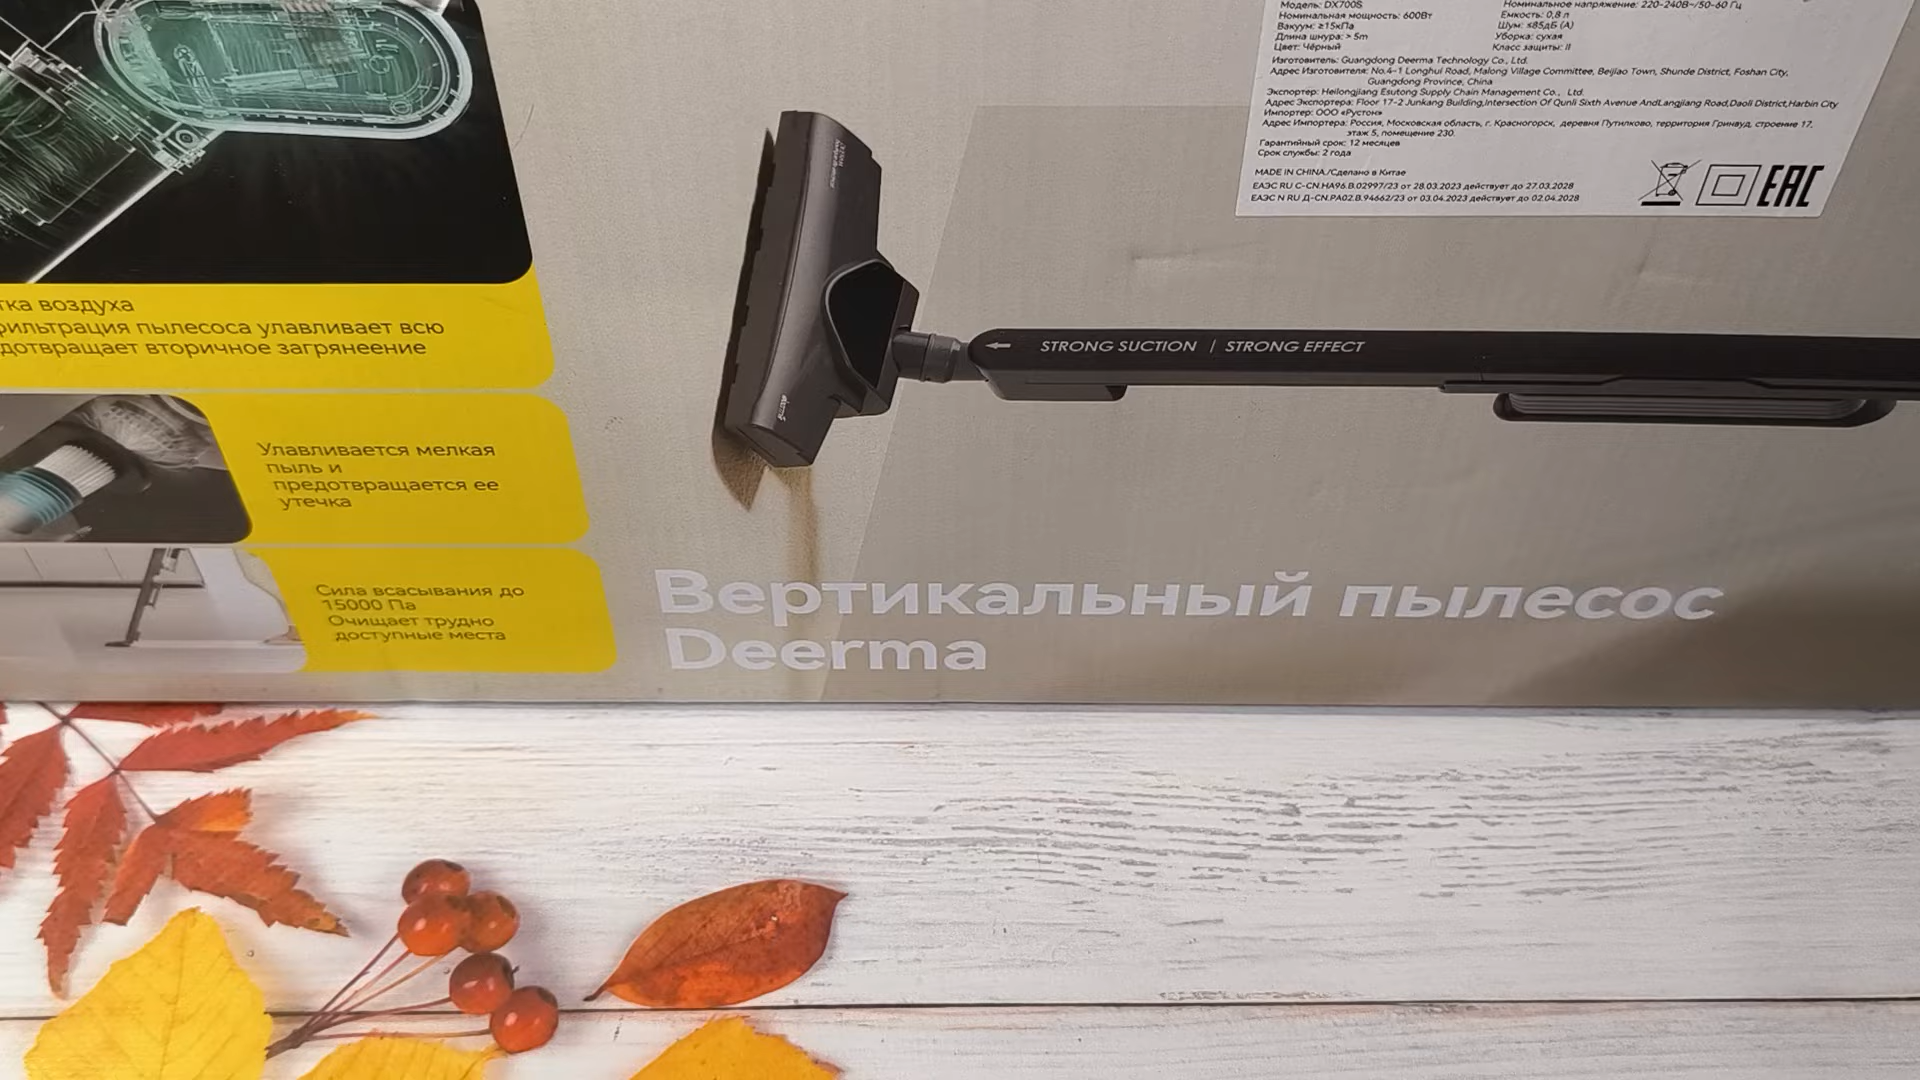 Модель: DX700S
Номинальная мощность: 600Вт
Вакуум: ≥15кПа
Длина шнура: > 5m
Цвет: Чёрный
Номинальное напряжение: 220-240В~/50-60 Гц
Емкость: 0,8 л
Шум: ≤85дБ (А)
Уборка: сухая
Класс защиты: II
Изготовитель: Guangdong Deerma Technology Co., Ltd.
Адрес Изготовителя: No.4-1 Longhui Road, Malong Village Committee, Beijiao Town, Shunde District, Foshan City,
Guangdong Province, China
Экспортер: Heilongjiang Esutong Supply Chain Management Co., Ltd.
Адрес Экспортера: Floor 17-2 Junkang Building,Intersection Of Qunli Sixth Avenue AndLangjiang Road,Daoli District,Harbin City
Импортер: ООО «Рустон»
Адрес Импортера: Россия, Московская область, г. Красногорск, деревня Путилково, территория Гринвуд, строение 17,
этаж 5, помещение 230.
Гарантийный срок: 12 месяцев
Срок службы: 2 года
MADE IN CHINA./Сделано в Китае
ЕАЭС RU C-CN.HA96.B.02997/23 от 28.03.2023 действует до 27.03.2028
ЕАЭС N RU Д-CN.PA02.B.94662/23 от 03.04.2023 действует до 02.04.2028
EAC
тка воздуха
фильтрация пылесоса улавливает всю
дотвращает вторичное загрянеение
Улавливается мелкая
пыль и
предотвращается ее
утечка
Сила всасывания до
15000 Па
Очищает трудно
доступные места
STRONG SUCTION | STRONG EFFECT
Вертикальный пылесос
Deerma